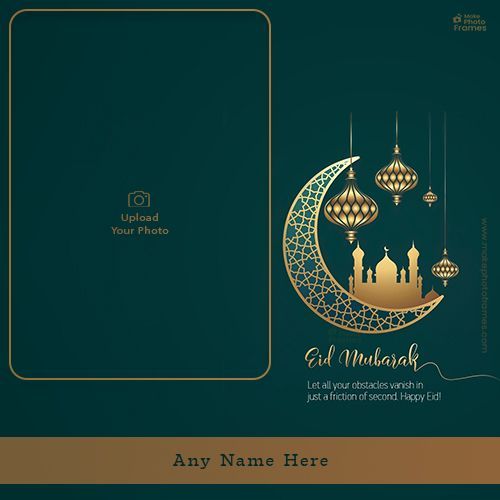 Make
Photo
Frames
Upload
Your Photo
www.makephotoframes.com
Frames
Eid Mubarak
Let all your obstacles vanish in
just a friction of second. Happy Eid!
Any Name Here